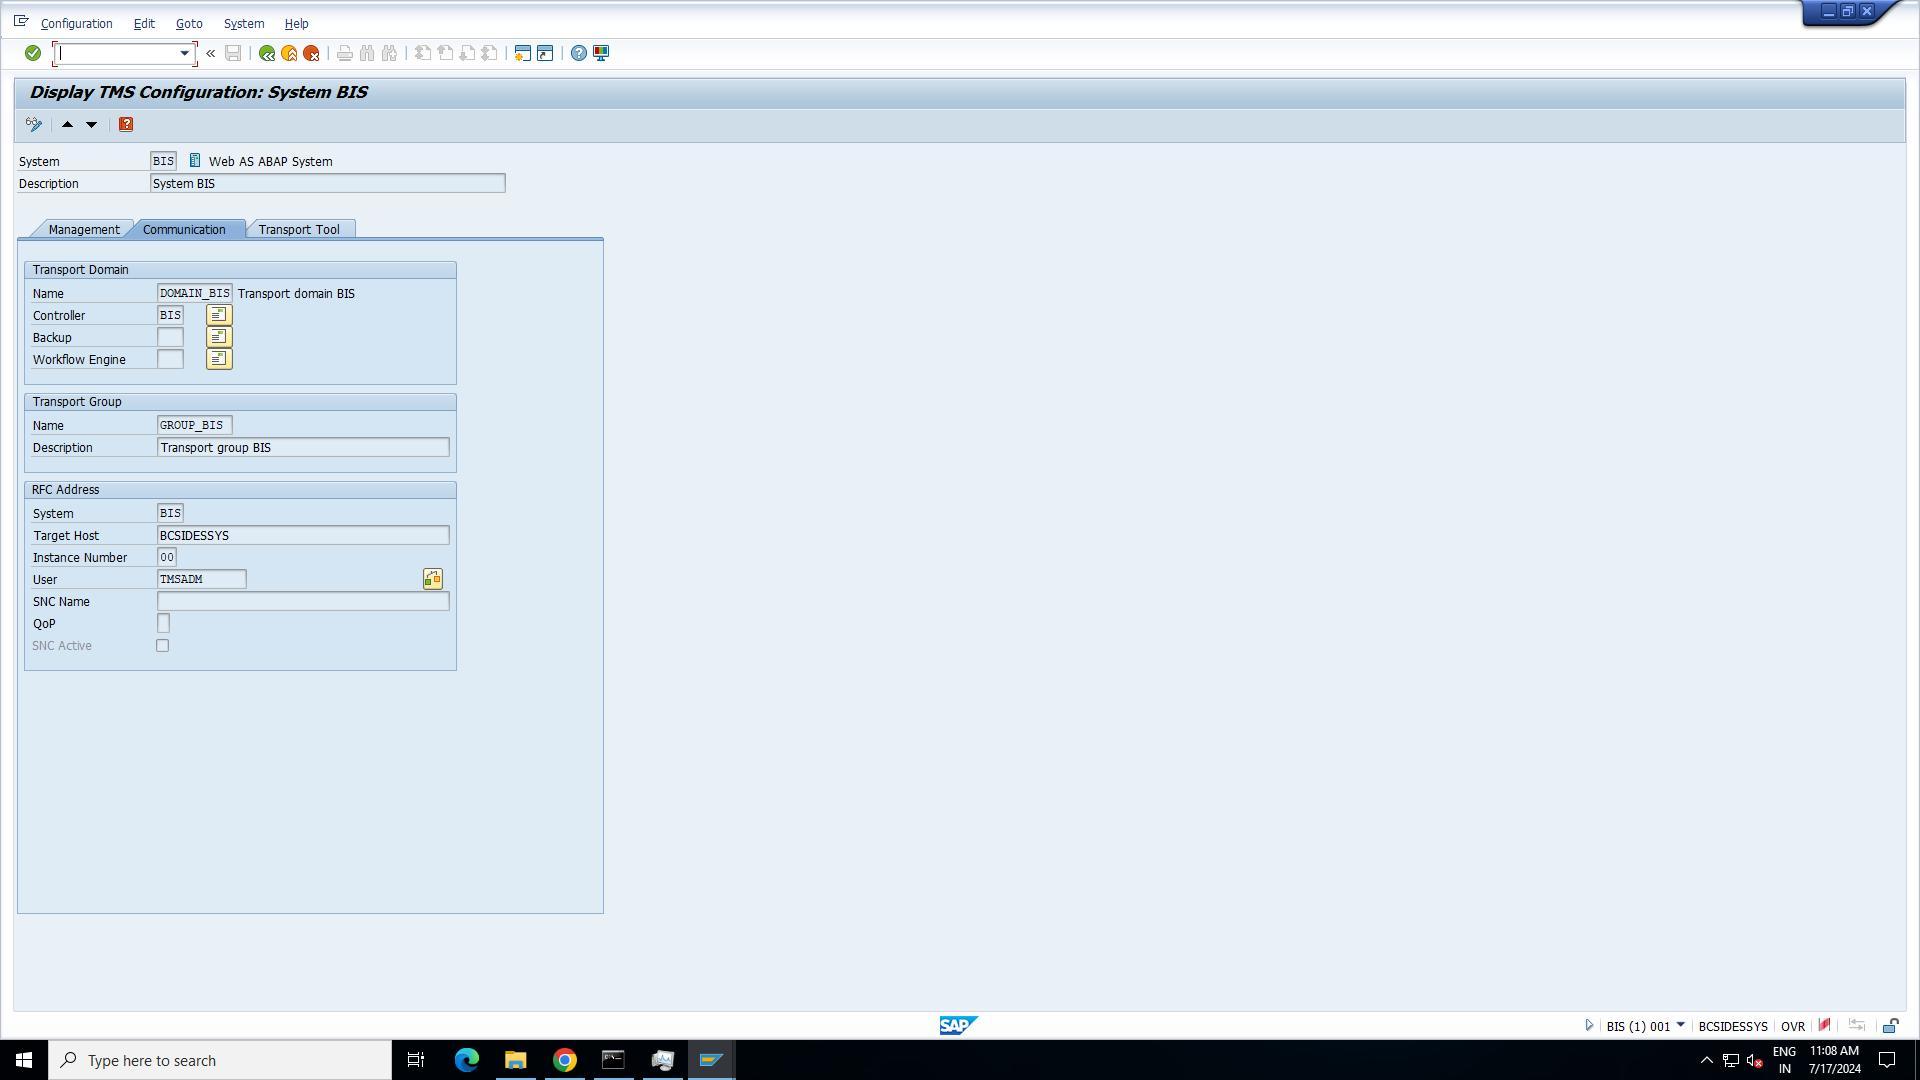 Configuration Edit Goto System Help
Display TMS Configuration: System BIS
System BIS Web AS ABAP System
Description System BIS
Management Communication Transport Tool
Transport Domain
Name DOMAIN_BIS Transport domain BIS
Controller BIS
Backup
Workflow Engine
Transport Group
Name GROUP_BIS
Description Transport group BIS
RFC Address
System BIS
Target Host BCSIDESSYS
Instance Number 00
User TMSADM
SNC Name
QoP
SNC Active
SAP
BIS (1) 001 BCSIDESSYS OVR
Type here to search
ENG
IN
11:08 AM
7/17/2024